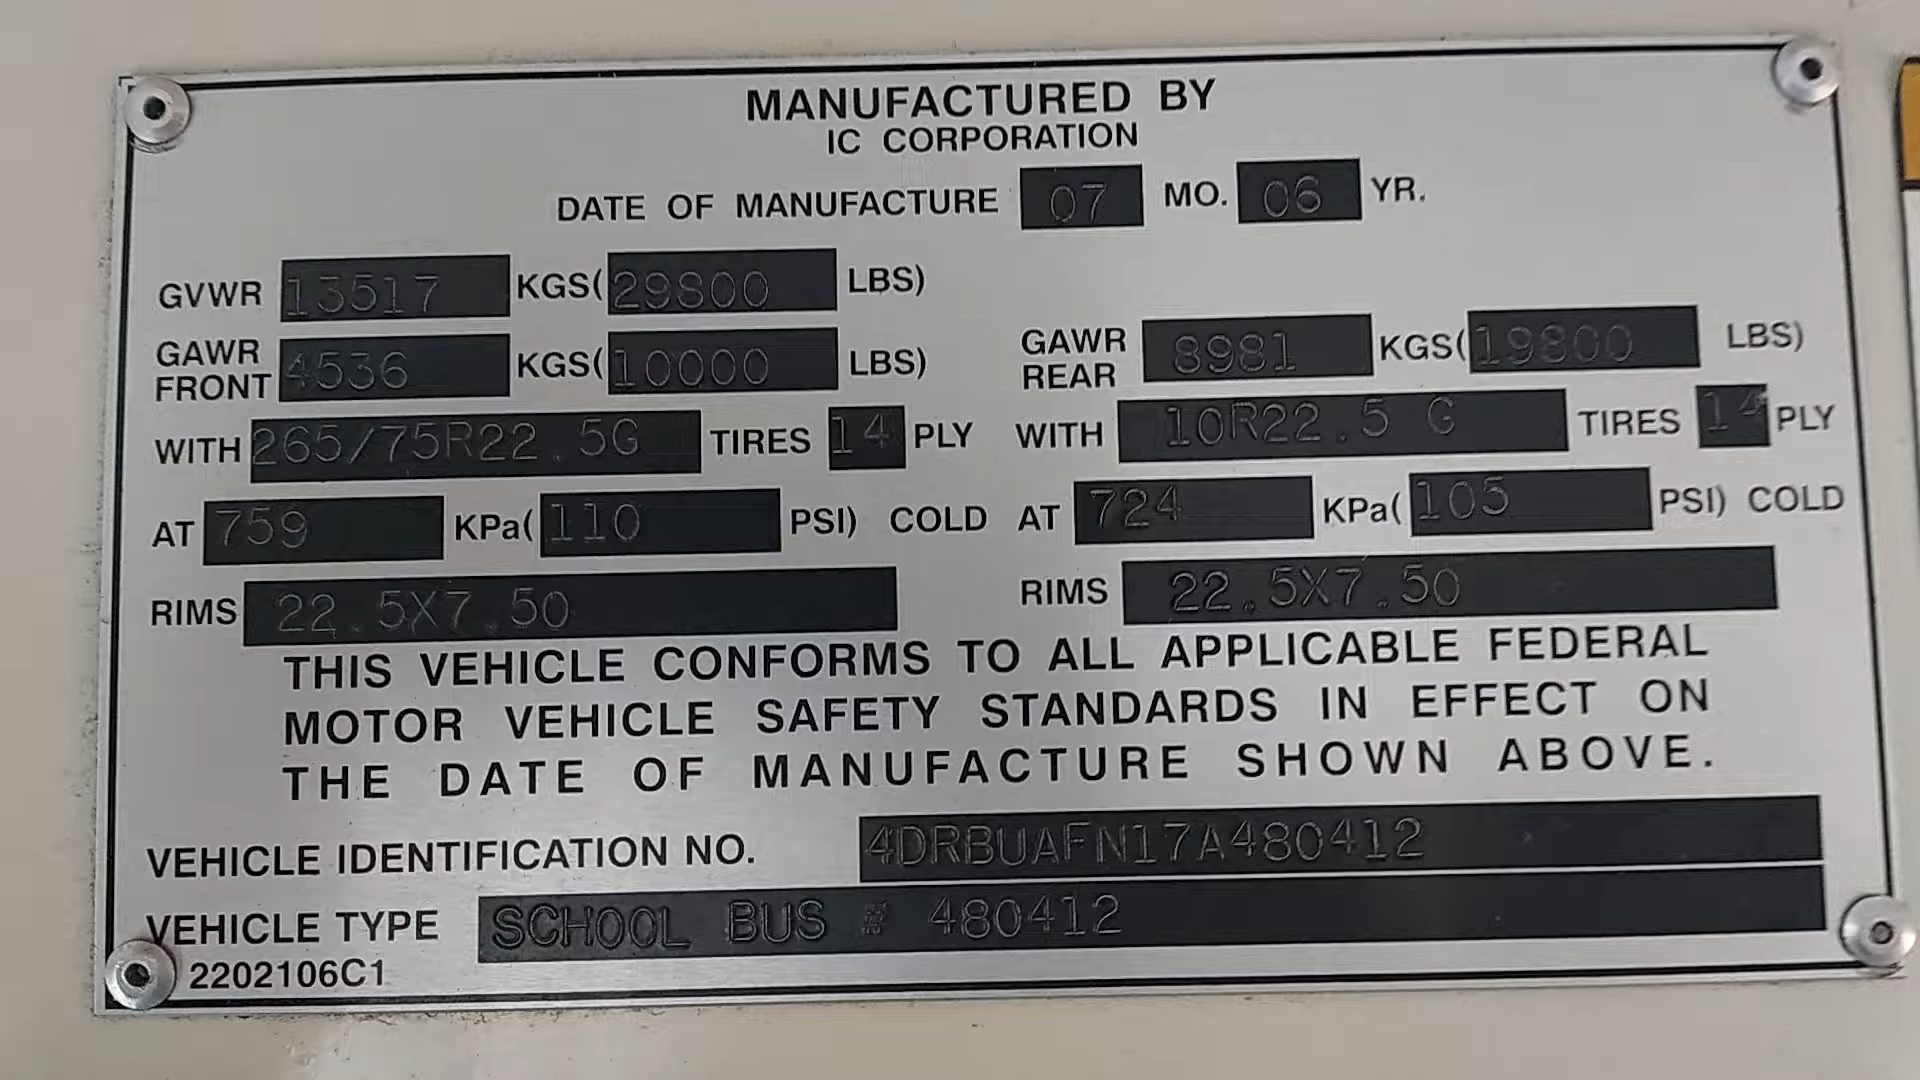 MANUFACTURED BY
IC CORPORATION
DATE OF MANUFACTURE 07 MO. 06 YR.
GVWR 13517 KGS(29800 LBS)
GAWR FRONT 4536 KGS(10000 LBS) GAWR REAR 8981 KGS(19800 LBS)
WITH 265/75R22.5G TIRES 14 PLY WITH 10R22.5 G TIRES 14 PLY
AT 759 KPa(110 PSI) COLD AT 724 KPa(105 PSI) COLD
RIMS 22.5X7.50 RIMS 22.5X7.50
THIS VEHICLE CONFORMS TO ALL APPLICABLE FEDERAL
MOTOR VEHICLE SAFETY STANDARDS IN EFFECT ON
THE DATE OF MANUFACTURE SHOWN ABOVE.
VEHICLE IDENTIFICATION NO. 4DRBUAFN17A480412
VEHICLE TYPE SCHOOL BUS # 480412
2202106C1